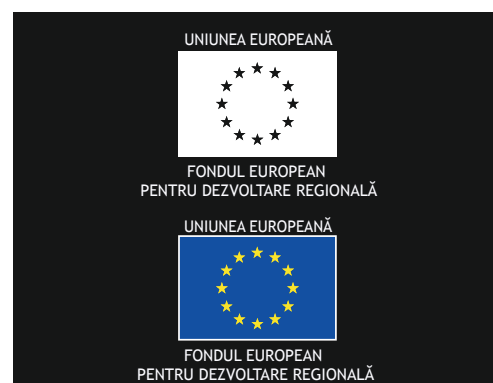 UNIUNEA EUROPEANĂ
FONDUL EUROPEAN
PENTRU DEZVOLTARE REGIONALĂ
UNIUNEA EUROPEANĂ
FONDUL EUROPEAN
PENTRU DEZVOLTARE REGIONALĂ